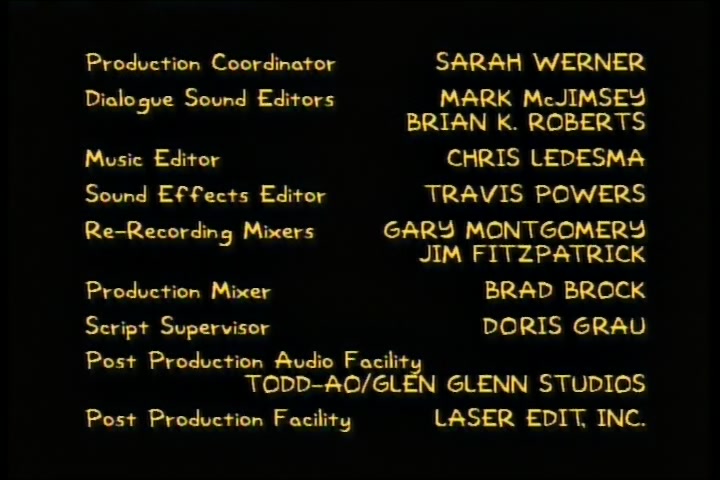 Production Coordinator SARAH WERNER
Dialogue Sound Editors MARK McJIMSEY
BRIAN K. ROBERTS
Music Editor CHRIS LEDESMA
Sound Effects Editor TRAVIS POWERS
Re-Recording Mixers GARY MONTGOMERY
JIM FITZPATRICK
Production Mixer BRAD BROCK
Script Supervisor DORIS GRAU
Post Production Audio Facility
TODD-AO/GLEN GLENN STUDIOS
Post Production Facility LASER EDIT, INC.